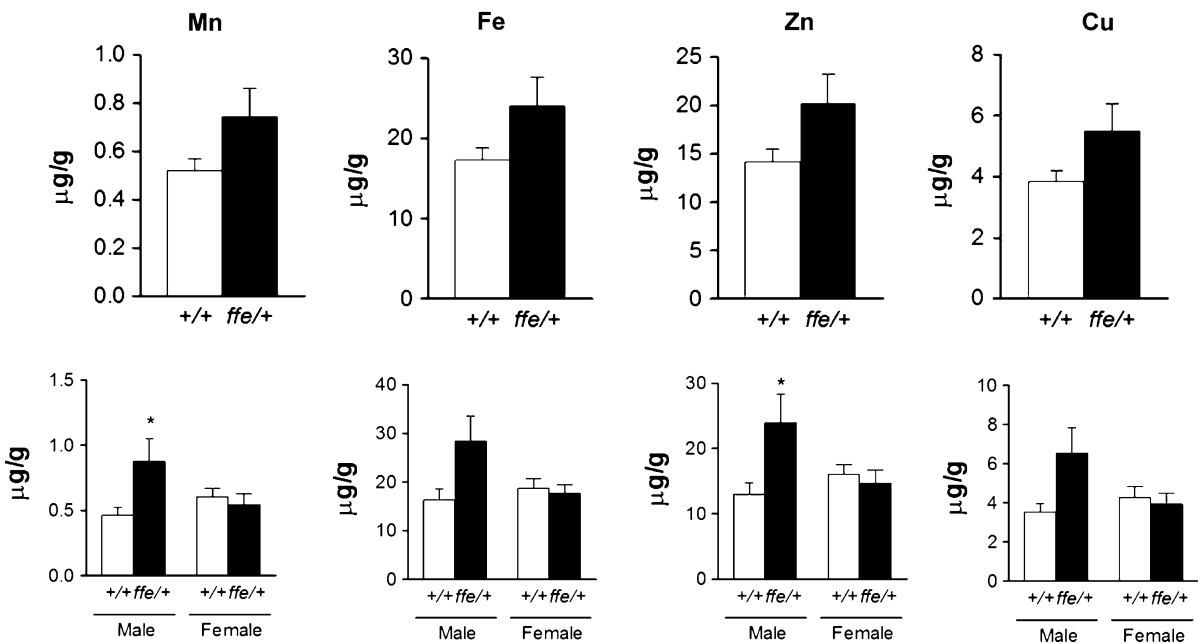 Mn Fe Zn Cu
1.0 30 25 8
0.8 20
20 6
0.6 15
μg/g μg/g μg/g μg/g
4
0.4 10
10
0.2 5 2
0.0 0 0 0
+/+ ffe/+ +/+ ffe/+ +/+ ffe/+ +/+ ffe/+
1.5 40 30 10
*
* 30 8
1.0 20
6
μg/g μg/g μg/g μg/g
20
4
0.5 10
10 2
0.0 0 0 0
+/+ ffe/+ +/+ ffe/+ +/+ ffe/+ +/+ ffe/+ +/+ ffe/+ +/+ ffe/+ +/+ ffe/+ +/+ ffe/+
Male Female Male Female Male Female Male Female